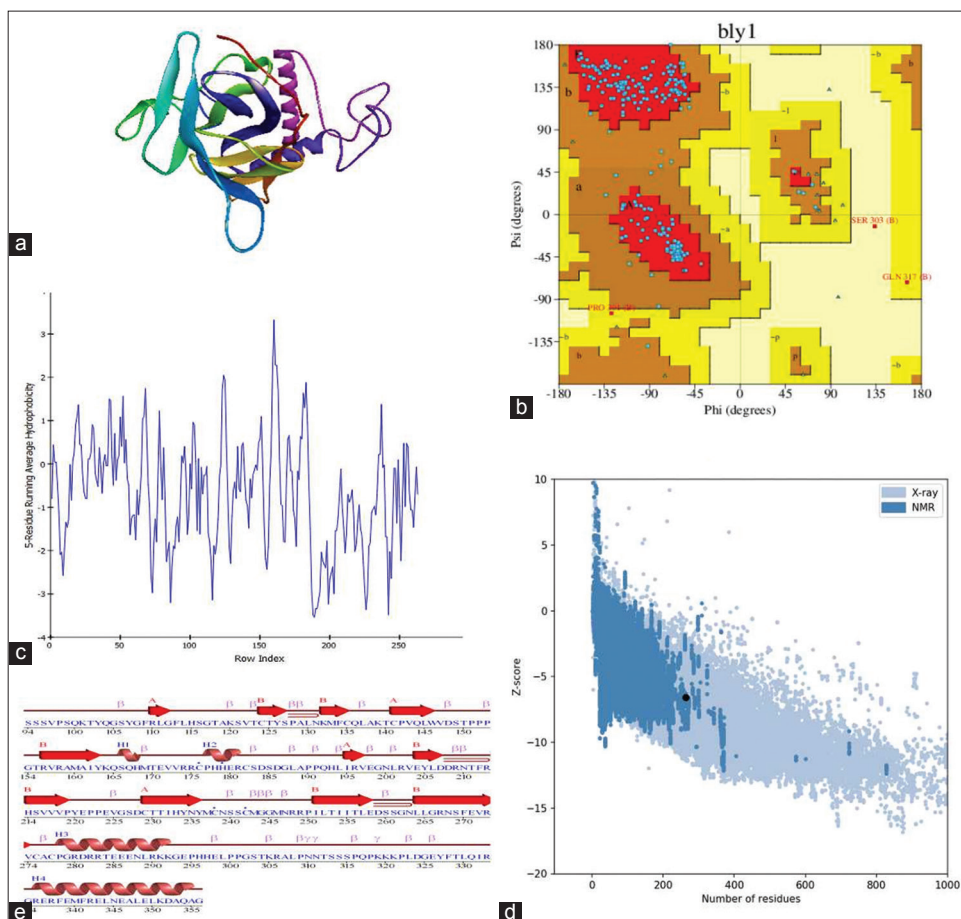 a
bly1
180
135
90
45
0
-45
-90
-135
-180 -135 -90 -45 0 45 90 135 180
Psi (degrees)
Phi (degrees)
b
~b
b
~l
l
a
A
~a
SER 303 (B)
GLN 317 (B)
~b
b
~p
p
~b
b
5-Residue Running Average Hydrophobicity
3
2
1
0
-1
-2
-3
-4
0 50 100 150 200 250
Row Index
c
10
5
0
-5
-10
-15
-20
0 200 400 600 800 1000
Z-score
Number of residues
X-ray
NMR
d
β A β β B β β B A β β β
SSSVPSQKTYQGSYGFRLGFLHSGTAKSVTCTYSPALNKMFCQLAKTCPVQLWVDSTPPP
94 100 105 110 115 120 125 130 135 140 145 150
B H1 β H2 β β β A β β B β β
GTRVRAMAIYKQSQHMTEVVRRCPHHERCSDSDGLAPPQHLIRVEGNLRVEYLDDRNTFR
154 160 165 170 175 180 185 190 195 200 205 210
B β β A β β β β β B β B
HSVVVPYEPPEVGSDCTTIHYNYMCNSSCMGGMNRRPILTIITLEDSSGNLLGRNSFEVR
214 220 225 230 235 240 245 250 255 260 265 270
β H3
VCACPGRDRRTEEENLRKKGEPHHELPPGSTKRALPNNTSSSPQPKKKPLDGEYFTLQIR
274 280 285 290 295 300 305 310 315 320 325 330
H4
GRERFEMFRELNEALELKDAQAG
334 340 345 350 355
e